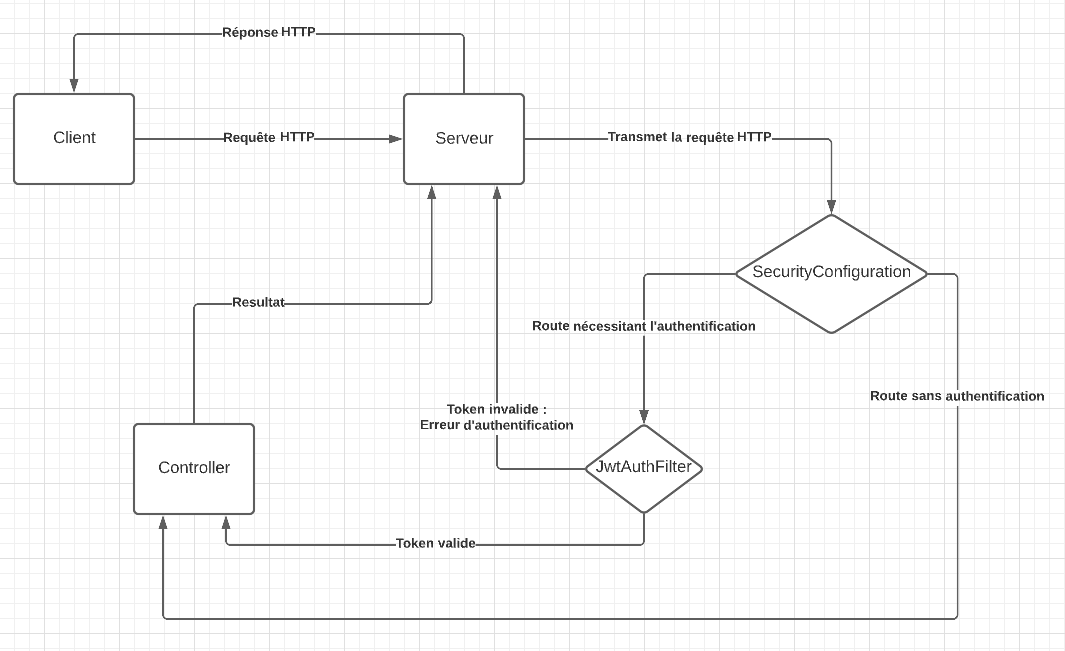 Réponse HTTP
Client
Requête HTTP
Serveur
Transmet la requête HTTP
SecurityConfiguration
Resultat
Route nécessitant l'authentification
Route sans authentification
Token invalide :
Erreur d'authentification
Controller
JwtAuthFilter
Token valide